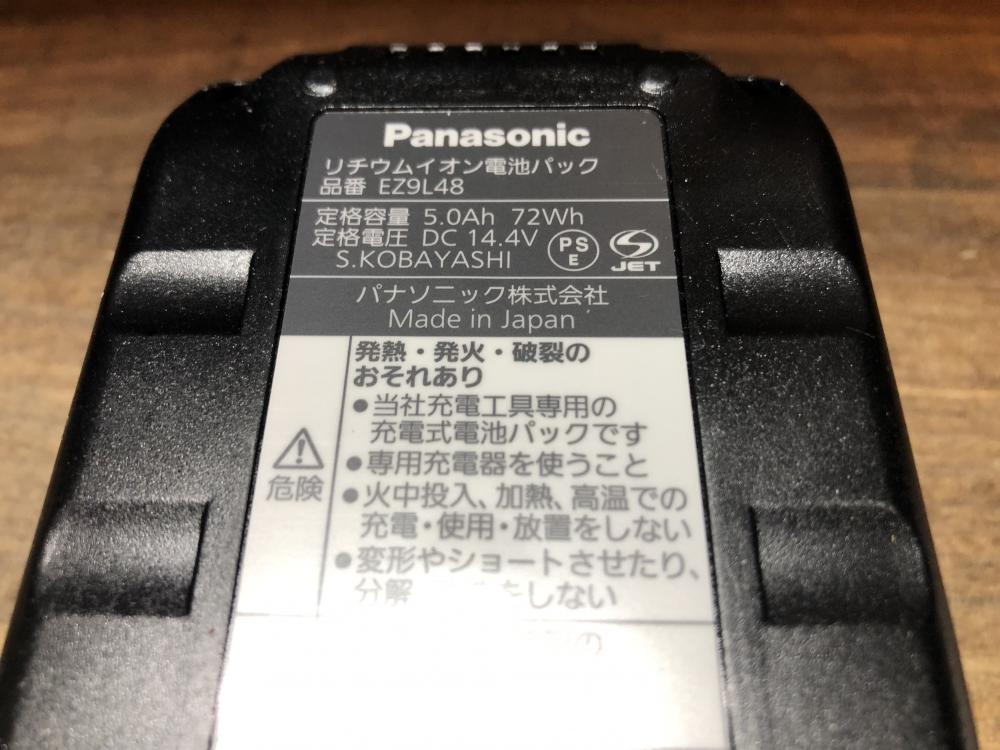 Panasonic
リチウムイオン電池パック
品番 EZ9L48
定格容量 5.0Ah 72Wh
定格電圧 DC 14.4V
PS
E
JET
S.KOBAYASHI
パナソニック株式会社
Made in Japan
発熱・発火・破裂の
おそれあり
危険
●当社充電工具専用の
充電式電池パックです
●専用充電器を使うこと
●火中投入、加熱、高温での
充電・使用・放置をしない
●変形やショートさせたり、
分解 をしない
の